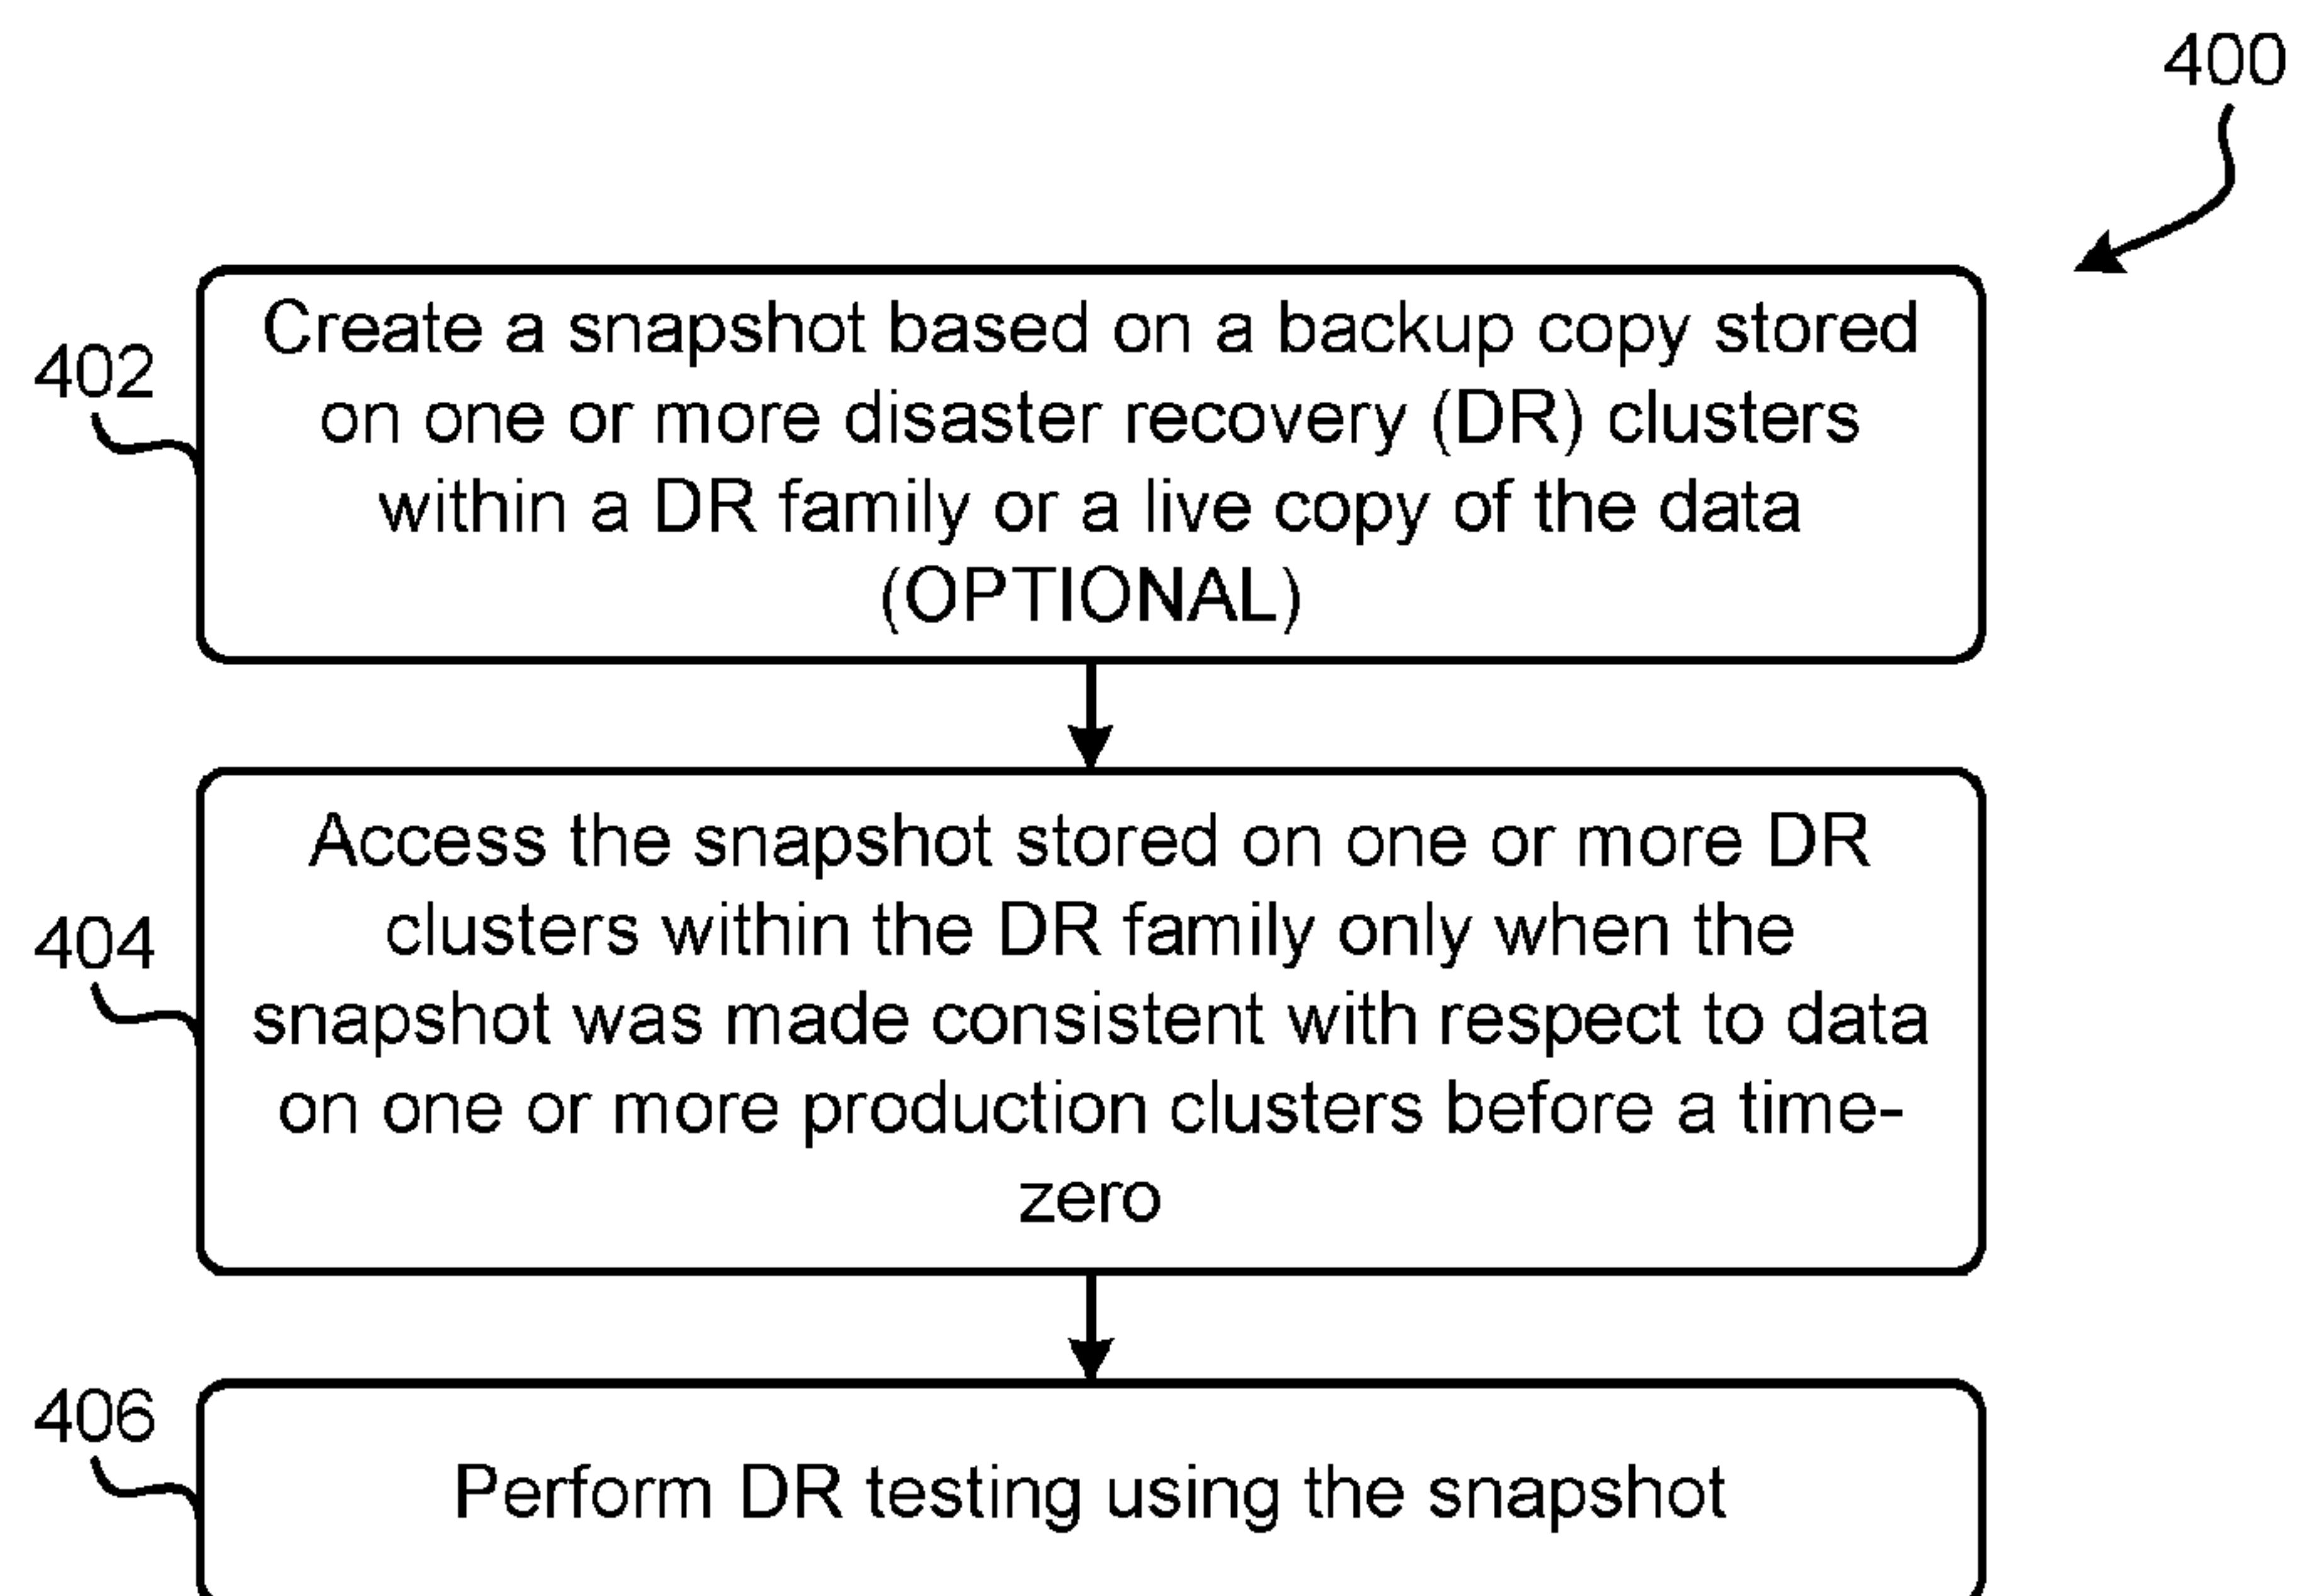 400
402
Create a snapshot based on a backup copy stored
on one or more disaster recovery (DR) clusters
within a DR family or a live copy of the data
(OPTIONAL)
404
Access the snapshot stored on one or more DR
clusters within the DR family only when the
snapshot was made consistent with respect to data
on one or more production clusters before a time-
zero
406
Perform DR testing using the snapshot